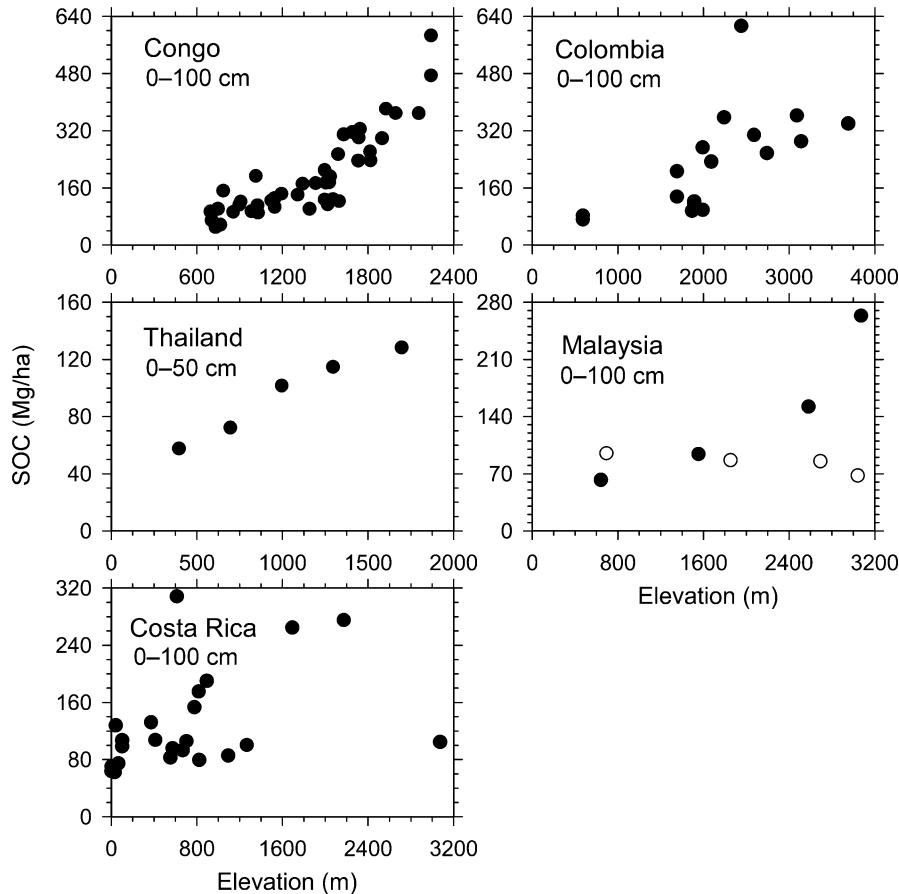 640
480
320
160
0
Congo
0–100 cm
0 600 1200 1800 2400
640
480
320
160
0
Colombia
0–100 cm
0 1000 2000 3000 4000
SOC (Mg/ha)
160
120
80
40
0
Thailand
0–50 cm
0 500 1000 1500 2000
280
210
140
70
0
Malaysia
0–100 cm
0 800 1600 2400 3200
Elevation (m)
320
240
160
80
0
Costa Rica
0–100 cm
0 800 1600 2400 3200
Elevation (m)